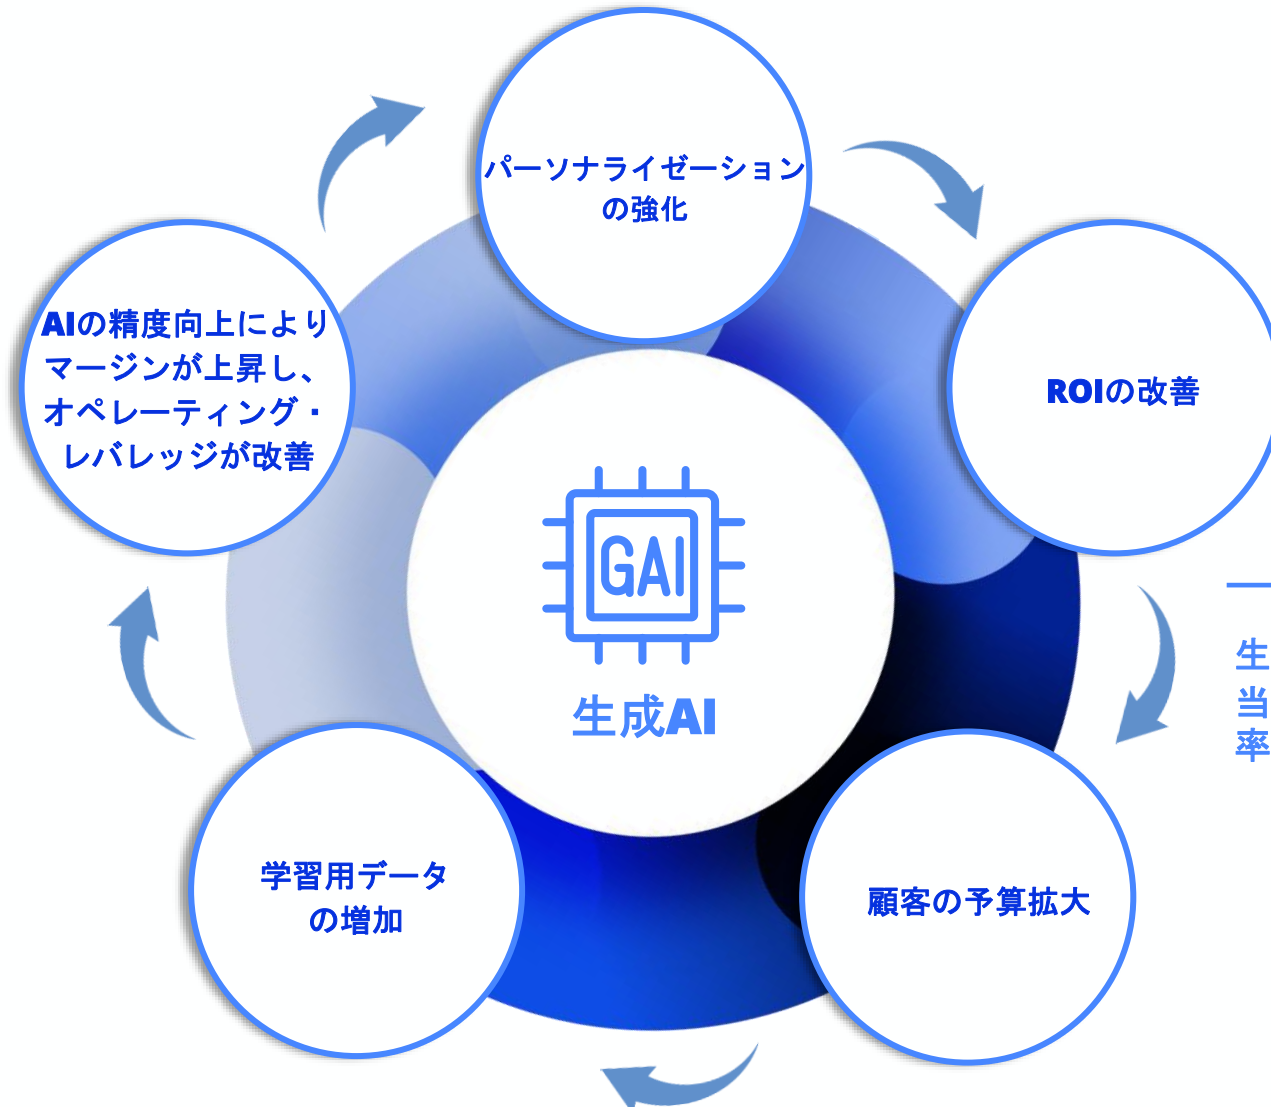 パーソナライゼーション
の強化
AIの精度向上により
マージンが上昇し、
オペレーティング・
レバレッジが改善
ROIの改善
GAI
生成AI
生
当
率
学習用データ
の増加
顧客の予算拡大